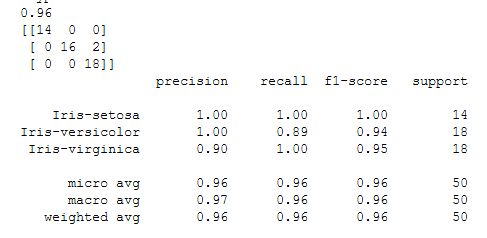 0.96
[[14 0 0]
[ 0 16 2]
[ 0 0 18]]
precision recall f1-score support
Iris-setosa 1.00 1.00 1.00 14
Iris-versicolor 1.00 0.89 0.94 18
Iris-virginica 0.90 1.00 0.95 18
micro avg 0.96 0.96 0.96 50
macro avg 0.97 0.96 0.96 50
weighted avg 0.96 0.96 0.96 50